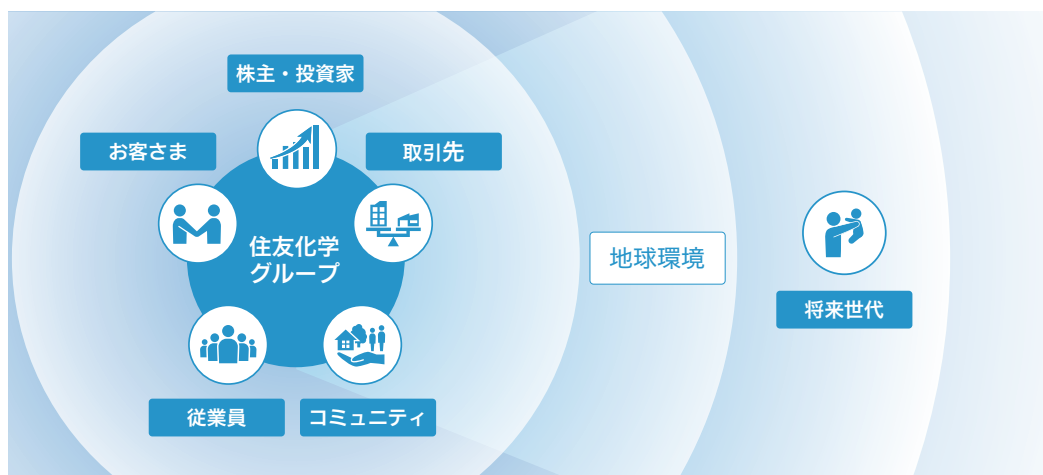 株主・投資家
お客さま
取引先
住友化学
グループ
地球環境
将来世代
従業員
コミュニティ